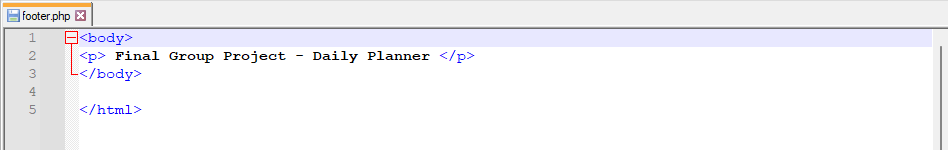 footer.php
1 <body>
2 <p> Final Group Project - Daily Planner </p>
3 </body>
4
5 </html>